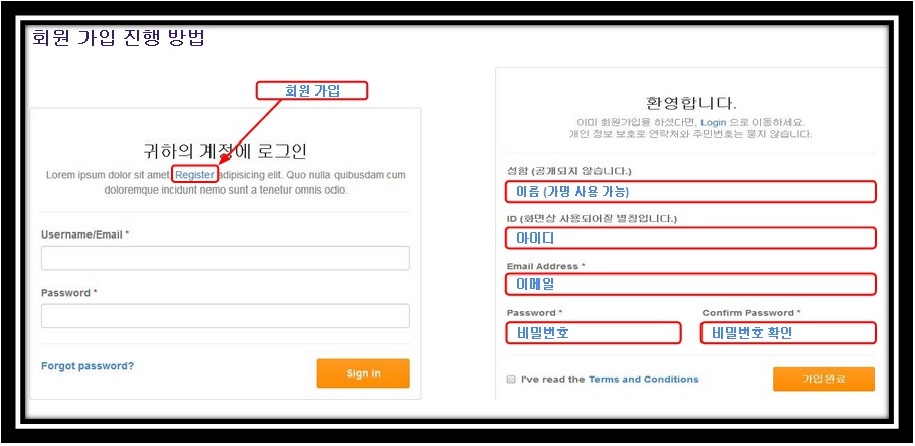 회원 가입 진행 방법
회원 가입
귀하의 계정에 로그인
Lorem ipsum dolor sit amet, Register adipisicing elit. Quo nulla quibusdam cum
doloremque incidunt nemo sunt a tenetur omnis odio.
Username/Email *
Password *
Forgot password?
Sign in
환영합니다.
이미 회원가입을 하셨다면, Login 으로 이동하세요.
개인 정보 보호로 연락처와 주민번호는 묻지 않습니다.
성함 (공개되지 않습니다.)
이름 (가명 사용 가능)
ID (화면상 사용되어질 별칭입니다.)
아이디
Email Address *
이메일
Password * Confirm Password *
비밀번호 비밀번호 확인
I've read the Terms and Conditions
가입완료